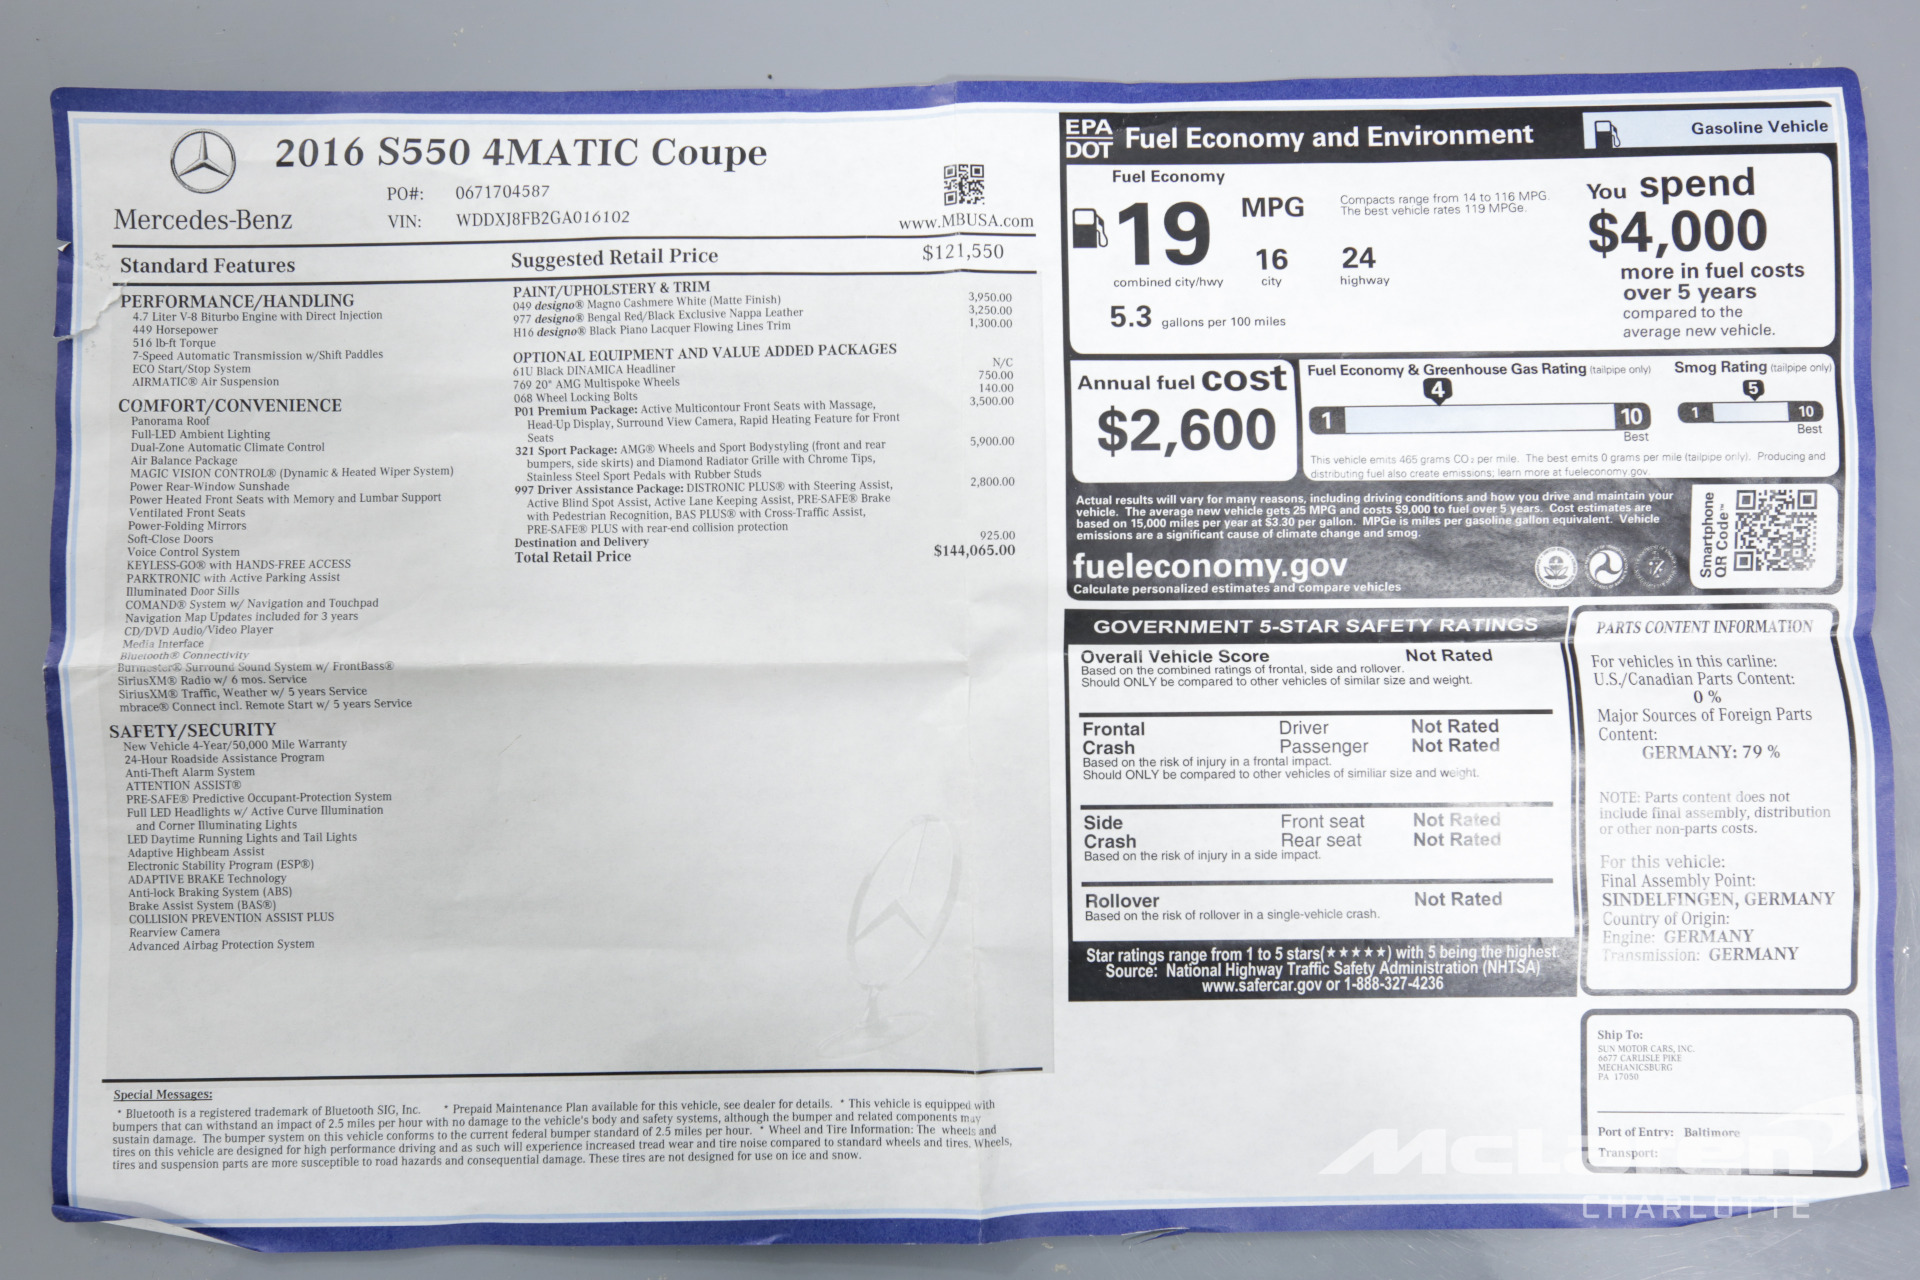 2016 S550 4MATIC Coupe
PO#: 0671704587
Mercedes-Benz
VIN: WDDXJ8FB2GA016102
www.MBUSA.com
Standard Features
Suggested Retail Price $121,550
PERFORMANCE/HANDLING
4.7 Liter V-8 Biturbo Engine with Direct Injection
449 Horsepower
516 lb-ft Torque
7-Speed Automatic Transmission w/Shift Paddles
ECO Start/Stop System
AIRMATIC® Air Suspension
COMFORT/CONVENIENCE
Panorama Roof
Full-LED Ambient Lighting
Dual-Zone Automatic Climate Control
Air Balance Package
MAGIC VISION CONTROL® (Dynamic & Heated Wiper System)
Power Rear-Window Sunshade
Power Heated Front Seats with Memory and Lumbar Support
Ventilated Front Seats
Power-Folding Mirrors
Soft-Close Doors
Voice Control System
KEYLESS-GO® with HANDS-FREE ACCESS
PARKTRONIC with Active Parking Assist
Illuminated Door Sills
COMAND® System w/ Navigation and Touchpad
Navigation Map Updates included for 3 years
CD/DVD Audio/Video Player
Media Interface
Bluetooth® Connectivity
Burmester® Surround Sound System w/ FrontBass®
SiriusXM® Radio w/ 6 mos. Service
SiriusXM® Traffic, Weather w/ 5 years Service
mbrace® Connect incl. Remote Start w/ 5 years Service
SAFETY/SECURITY
New Vehicle 4-Year/50,000 Mile Warranty
24-Hour Roadside Assistance Program
Anti-Theft Alarm System
ATTENTION ASSIST®
PRE-SAFE® Predictive Occupant-Protection System
Full LED Headlights w/ Active Curve Illumination
and Corner Illuminating Lights
LED Daytime Running Lights and Tail Lights
Adaptive Highbeam Assist
Electronic Stability Program (ESP®)
ADAPTIVE BRAKE Technology
Anti-lock Braking System (ABS)
Brake Assist System (BAS®)
COLLISION PREVENTION ASSIST PLUS
Rearview Camera
Advanced Airbag Protection System
PAINT/UPHOLSTERY & TRIM
049 designo® Magno Cashmere White (Matte Finish) 3,950.00
977 designo® Bengal Red/Black Exclusive Nappa Leather 3,250.00
H16 designo® Black Piano Lacquer Flowing Lines Trim 1,300.00
OPTIONAL EQUIPMENT AND VALUE ADDED PACKAGES
61U Black DINAMICA Headliner N/C
769 20" AMG Multispoke Wheels 750.00
068 Wheel Locking Bolts 140.00
P01 Premium Package: Active Multicontour Front Seats with Massage, 3,500.00
Head-Up Display, Surround View Camera, Rapid Heating Feature for Front
Seats
321 Sport Package: AMG® Wheels and Sport Bodystyling (front and rear 5,900.00
bumpers, side skirts) and Diamond Radiator Grille with Chrome Tips,
Stainless Steel Sport Pedals with Rubber Studs
997 Driver Assistance Package: DISTRONIC PLUS® with Steering Assist, 2,800.00
Active Blind Spot Assist, Active Lane Keeping Assist, PRE-SAFE® Brake
with Pedestrian Recognition, BAS PLUS® with Cross-Traffic Assist,
PRE-SAFE® PLUS with rear-end collision protection
Destination and Delivery 925.00
Total Retail Price $144,065.00
Special Messages:
* Bluetooth is a registered trademark of Bluetooth SIG, Inc. * Prepaid Maintenance Plan available for this vehicle, see dealer for details. * This vehicle is equipped with
bumpers that can withstand an impact of 2.5 miles per hour with no damage to the vehicle's body and safety systems, although the bumper and related components may
sustain damage. The bumper system on this vehicle conforms to the current federal bumper standard of 2.5 miles per hour. * Wheel and Tire Information: The wheels and
tires on this vehicle are designed for high performance driving and as such will experience increased tread wear and tire noise compared to standard wheels and tires. Wheels,
tires and suspension parts are more susceptible to road hazards and consequential damage. These tires are not designed for use on ice and snow.
EPA
DOT
Fuel Economy and Environment
Gasoline Vehicle
Fuel Economy
19 MPG
combined city/hwy
16
city
24
highway
5.3 gallons per 100 miles
Compacts range from 14 to 116 MPG.
The best vehicle rates 119 MPGe.
You spend
$4,000
more in fuel costs
over 5 years
compared to the
average new vehicle.
Annual fuel cost
$2,600
Fuel Economy & Greenhouse Gas Rating (tailpipe only)
4
1 10
Best
Smog Rating (tailpipe only)
5
1 10
Best
This vehicle emits 465 grams CO2 per mile. The best emits 0 grams per mile (tailpipe only). Producing and
distributing fuel also create emissions; learn more at fueleconomy.gov.
Actual results will vary for many reasons, including driving conditions and how you drive and maintain your
vehicle. The average new vehicle gets 25 MPG and costs $9,000 to fuel over 5 years. Cost estimates are
based on 15,000 miles per year at $3.30 per gallon. MPGe is miles per gasoline gallon equivalent. Vehicle
emissions are a significant cause of climate change and smog.
fueleconomy.gov
Calculate personalized estimates and compare vehicles
Smartphone
QR Code™
GOVERNMENT 5-STAR SAFETY RATINGS
Overall Vehicle Score Not Rated
Based on the combined ratings of frontal, side and rollover.
Should ONLY be compared to other vehicles of similar size and weight.
Frontal Driver Not Rated
Crash Passenger Not Rated
Based on the risk of injury in a frontal impact.
Should ONLY be compared to other vehicles of similiar size and weight.
Side Front seat Not Rated
Crash Rear seat Not Rated
Based on the risk of injury in a side impact.
Rollover Not Rated
Based on the risk of rollover in a single-vehicle crash.
Star ratings range from 1 to 5 stars(★★★★★) with 5 being the highest.
Source: National Highway Traffic Safety Administration (NHTSA)
www.safercar.gov or 1-888-327-4236
PARTS CONTENT INFORMATION
For vehicles in this carline:
U.S./Canadian Parts Content:
0 %
Major Sources of Foreign Parts
Content:
GERMANY: 79 %
NOTE: Parts content does not
include final assembly, distribution
or other non-parts costs.
For this vehicle:
Final Assembly Point:
SINDELFINGEN, GERMANY
Country of Origin:
Engine: GERMANY
Transmission: GERMANY
Ship To:
SUN MOTOR CARS, INC.
6677 CARLISLE PIKE
MECHANICSBURG
PA 17050
Port of Entry: Baltimore
Transport:
McLaren
CHARLOTTE